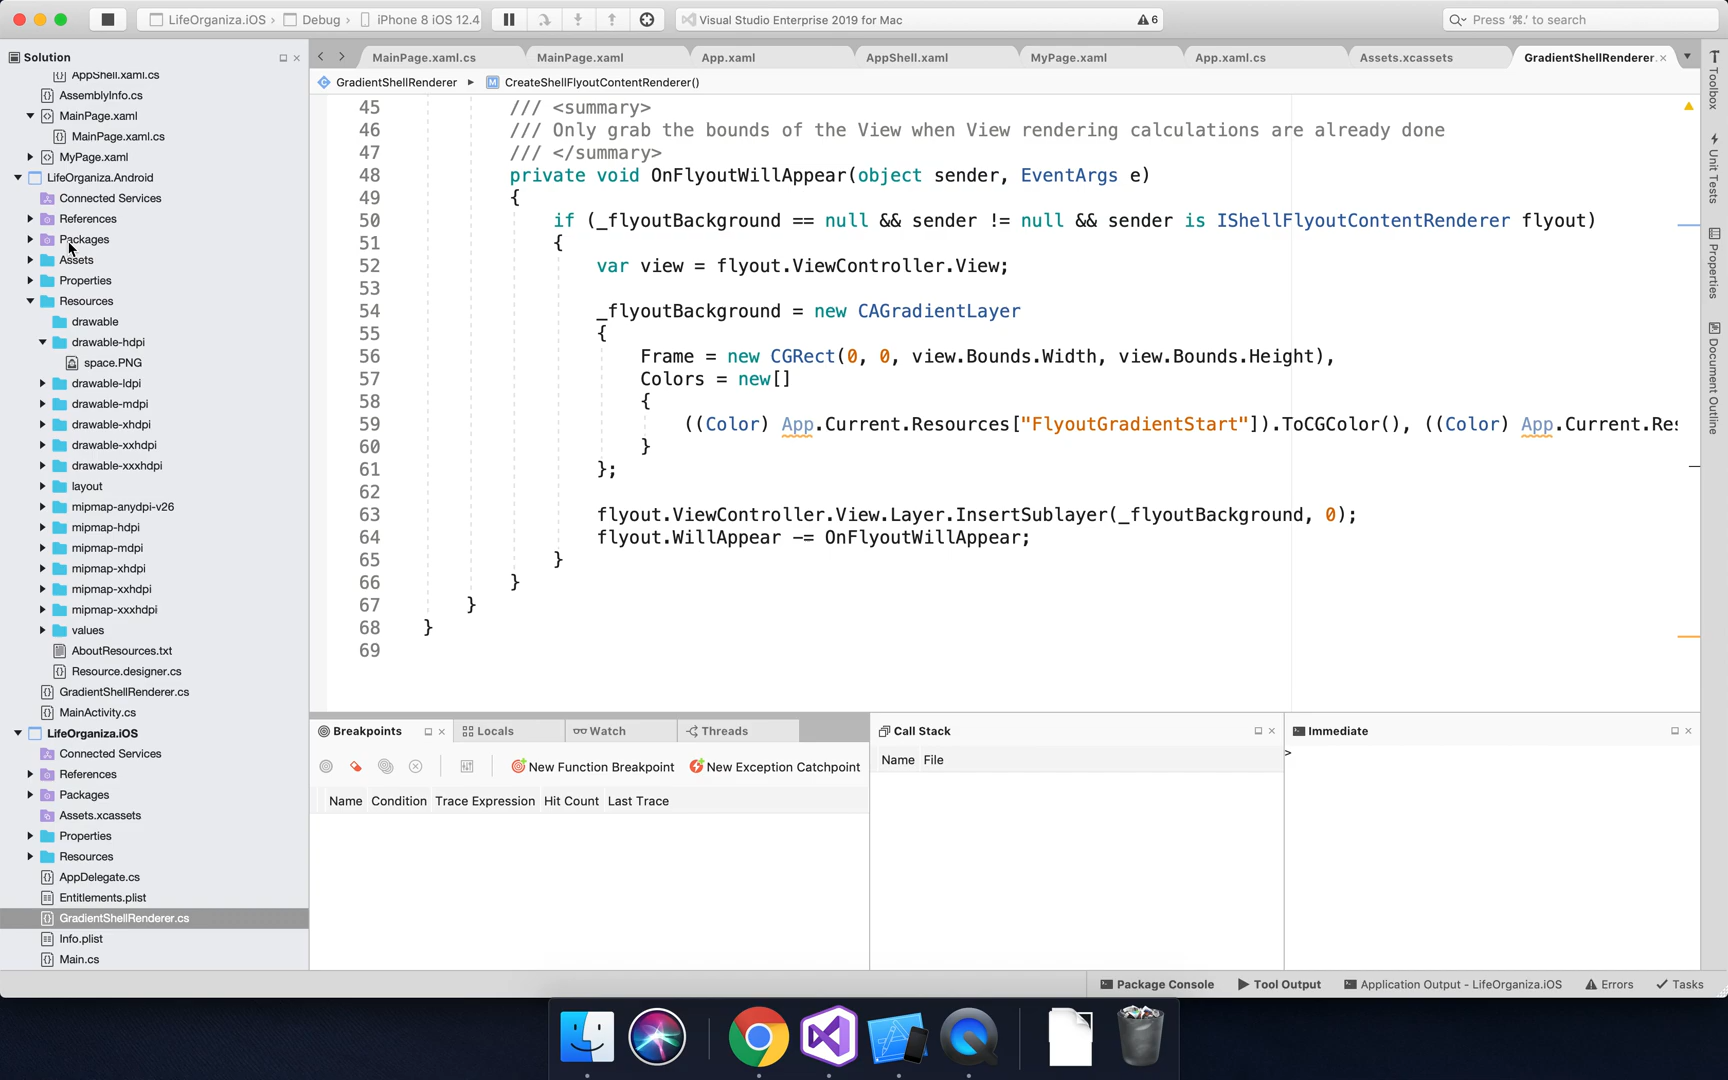 LifeOrganiza.iOS › Debug › iPhone 8 iOS 12.4
Visual Studio Enterprise 2019 for Mac
6
Press '⌘.' to search
Solution
AppShell.xaml.cs
AssemblyInfo.cs
MainPage.xaml
MainPage.xaml.cs
MyPage.xaml
LifeOrganiza.Android
Connected Services
References
Packages
Assets
Properties
Resources
drawable
drawable-hdpi
space.PNG
drawable-ldpi
drawable-mdpi
drawable-xhdpi
drawable-xxhdpi
drawable-xxxhdpi
layout
mipmap-anydpi-v26
mipmap-hdpi
mipmap-mdpi
mipmap-xhdpi
mipmap-xxhdpi
mipmap-xxxhdpi
values
AboutResources.txt
Resource.designer.cs
GradientShellRenderer.cs
MainActivity.cs
LifeOrganiza.iOS
Connected Services
References
Packages
Assets.xcassets
Properties
Resources
AppDelegate.cs
Entitlements.plist
GradientShellRenderer.cs
Info.plist
Main.cs
MainPage.xaml.cs MainPage.xaml App.xaml AppShell.xaml MyPage.xaml App.xaml.cs Assets.xcassets GradientShellRenderer.
GradientShellRenderer ▸ CreateShellFlyoutContentRenderer()
45 /// <summary>
46 /// Only grab the bounds of the View when View rendering calculations are already done
47 /// </summary>
48 private void OnFlyoutWillAppear(object sender, EventArgs e)
49 {
50 if (_flyoutBackground == null && sender != null && sender is IShellFlyoutContentRenderer flyout)
51 {
52 var view = flyout.ViewController.View;
53
54 _flyoutBackground = new CAGradientLayer
55 {
56 Frame = new CGRect(0, 0, view.Bounds.Width, view.Bounds.Height),
57 Colors = new[]
58 {
59 ((Color) App.Current.Resources["FlyoutGradientStart"]).ToCGColor(), ((Color) App.Current.Res
60 }
61 };
62
63 flyout.ViewController.View.Layer.InsertSublayer(_flyoutBackground, 0);
64 flyout.WillAppear -= OnFlyoutWillAppear;
65 }
66 }
67 }
68 }
69
Toolbox
Unit Tests
Properties
Document Outline
Breakpoints Locals Watch Threads
New Function Breakpoint New Exception Catchpoint
Name Condition Trace Expression Hit Count Last Trace
Call Stack
Name File
Immediate
>
Package Console Tool Output Application Output - LifeOrganiza.iOS Errors Tasks